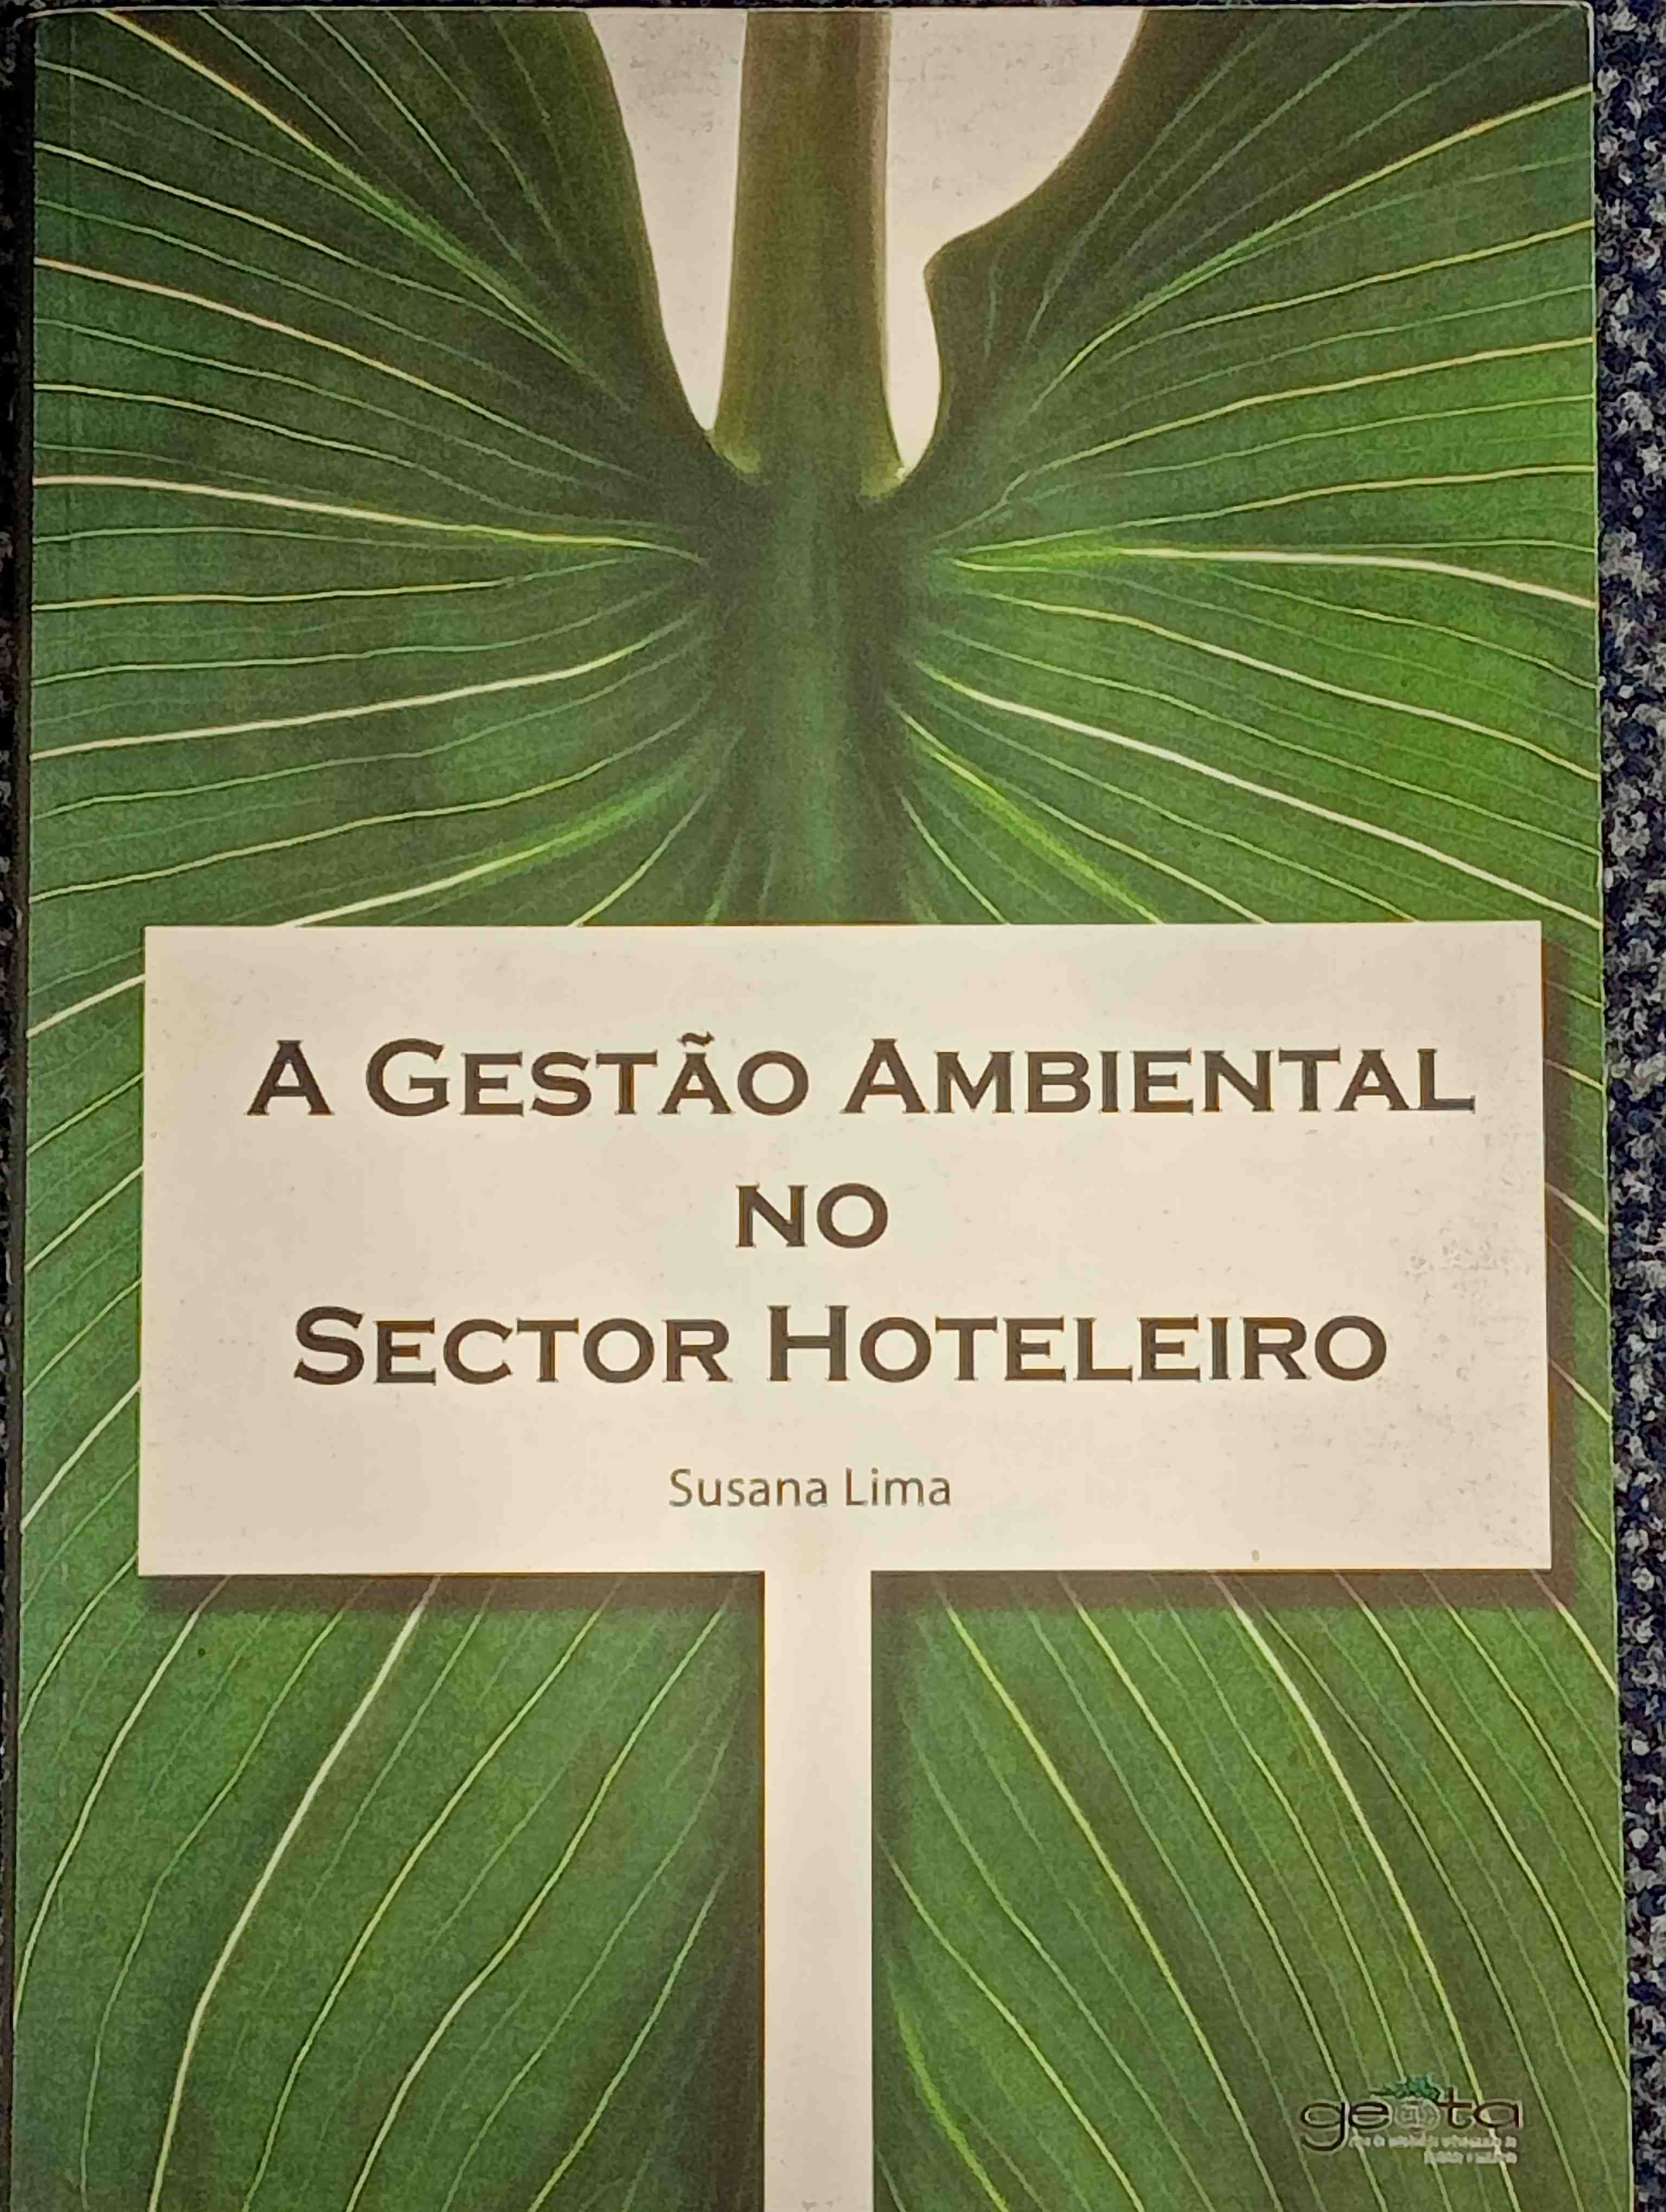 A GESTÃO AMBIENTAL
NO
SECTOR HOTELEIRO
Susana Lima
geota